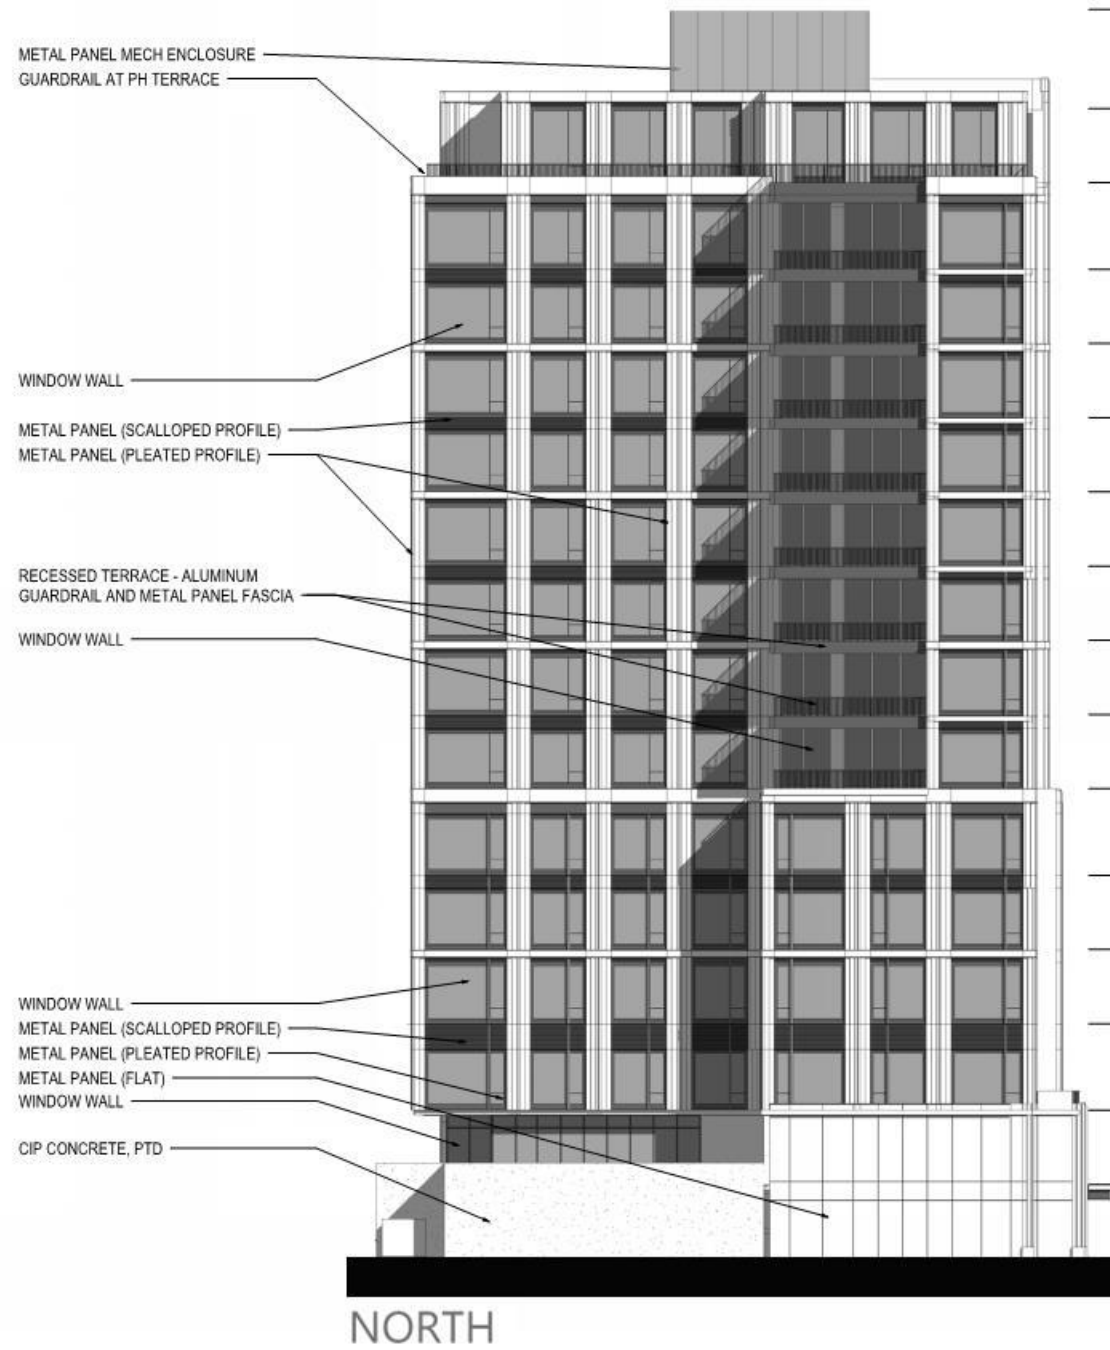 METAL PANEL MECH ENCLOSURE
GUARDRAIL AT PH TERRACE
WINDOW WALL
METAL PANEL (SCALLOPED PROFILE)
METAL PANEL (PLEATED PROFILE)
RECESSED TERRACE - ALUMINUM
GUARDRAIL AND METAL PANEL FASCIA
WINDOW WALL
WINDOW WALL
METAL PANEL (SCALLOPED PROFILE)
METAL PANEL (PLEATED PROFILE)
METAL PANEL (FLAT)
WINDOW WALL
CIP CONCRETE, PTD
NORTH